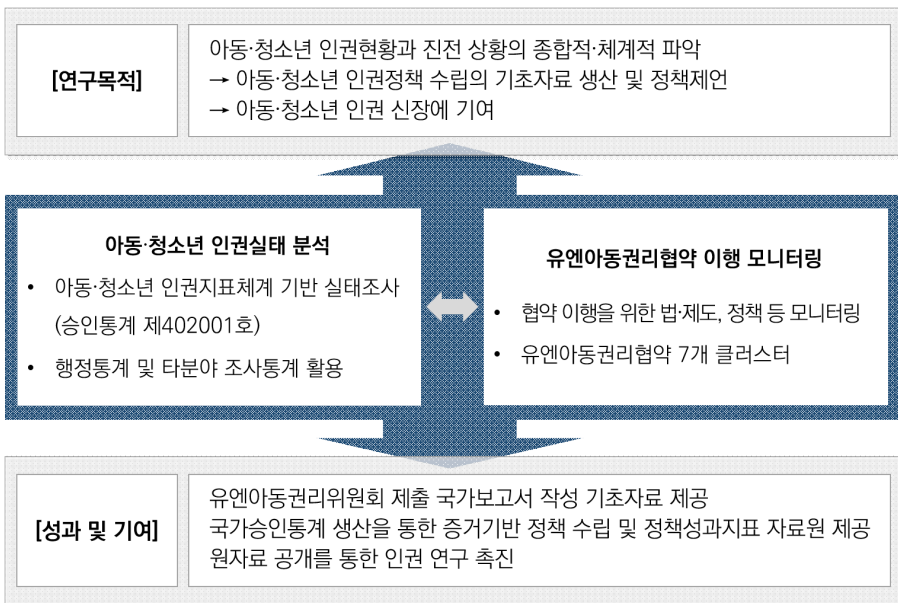 [연구목적]
아동·청소년 인권현황과 진전 상황의 종합적·체계적 파악
→ 아동·청소년 인권정책 수립의 기초자료 생산 및 정책제언
→ 아동·청소년 인권 신장에 기여
아동·청소년 인권실태 분석
• 아동·청소년 인권지표체계 기반 실태조사
(승인통계 제402001호)
• 행정통계 및 타분야 조사통계 활용
유엔아동권리협약 이행 모니터링
• 협약 이행을 위한 법·제도, 정책 등 모니터링
• 유엔아동권리협약 7개 클러스터
[성과 및 기여]
유엔아동권리위원회 제출 국가보고서 작성 기초자료 제공
국가승인통계 생산을 통한 증거기반 정책 수립 및 정책성과지표 자료원 제공
원자료 공개를 통한 인권 연구 촉진